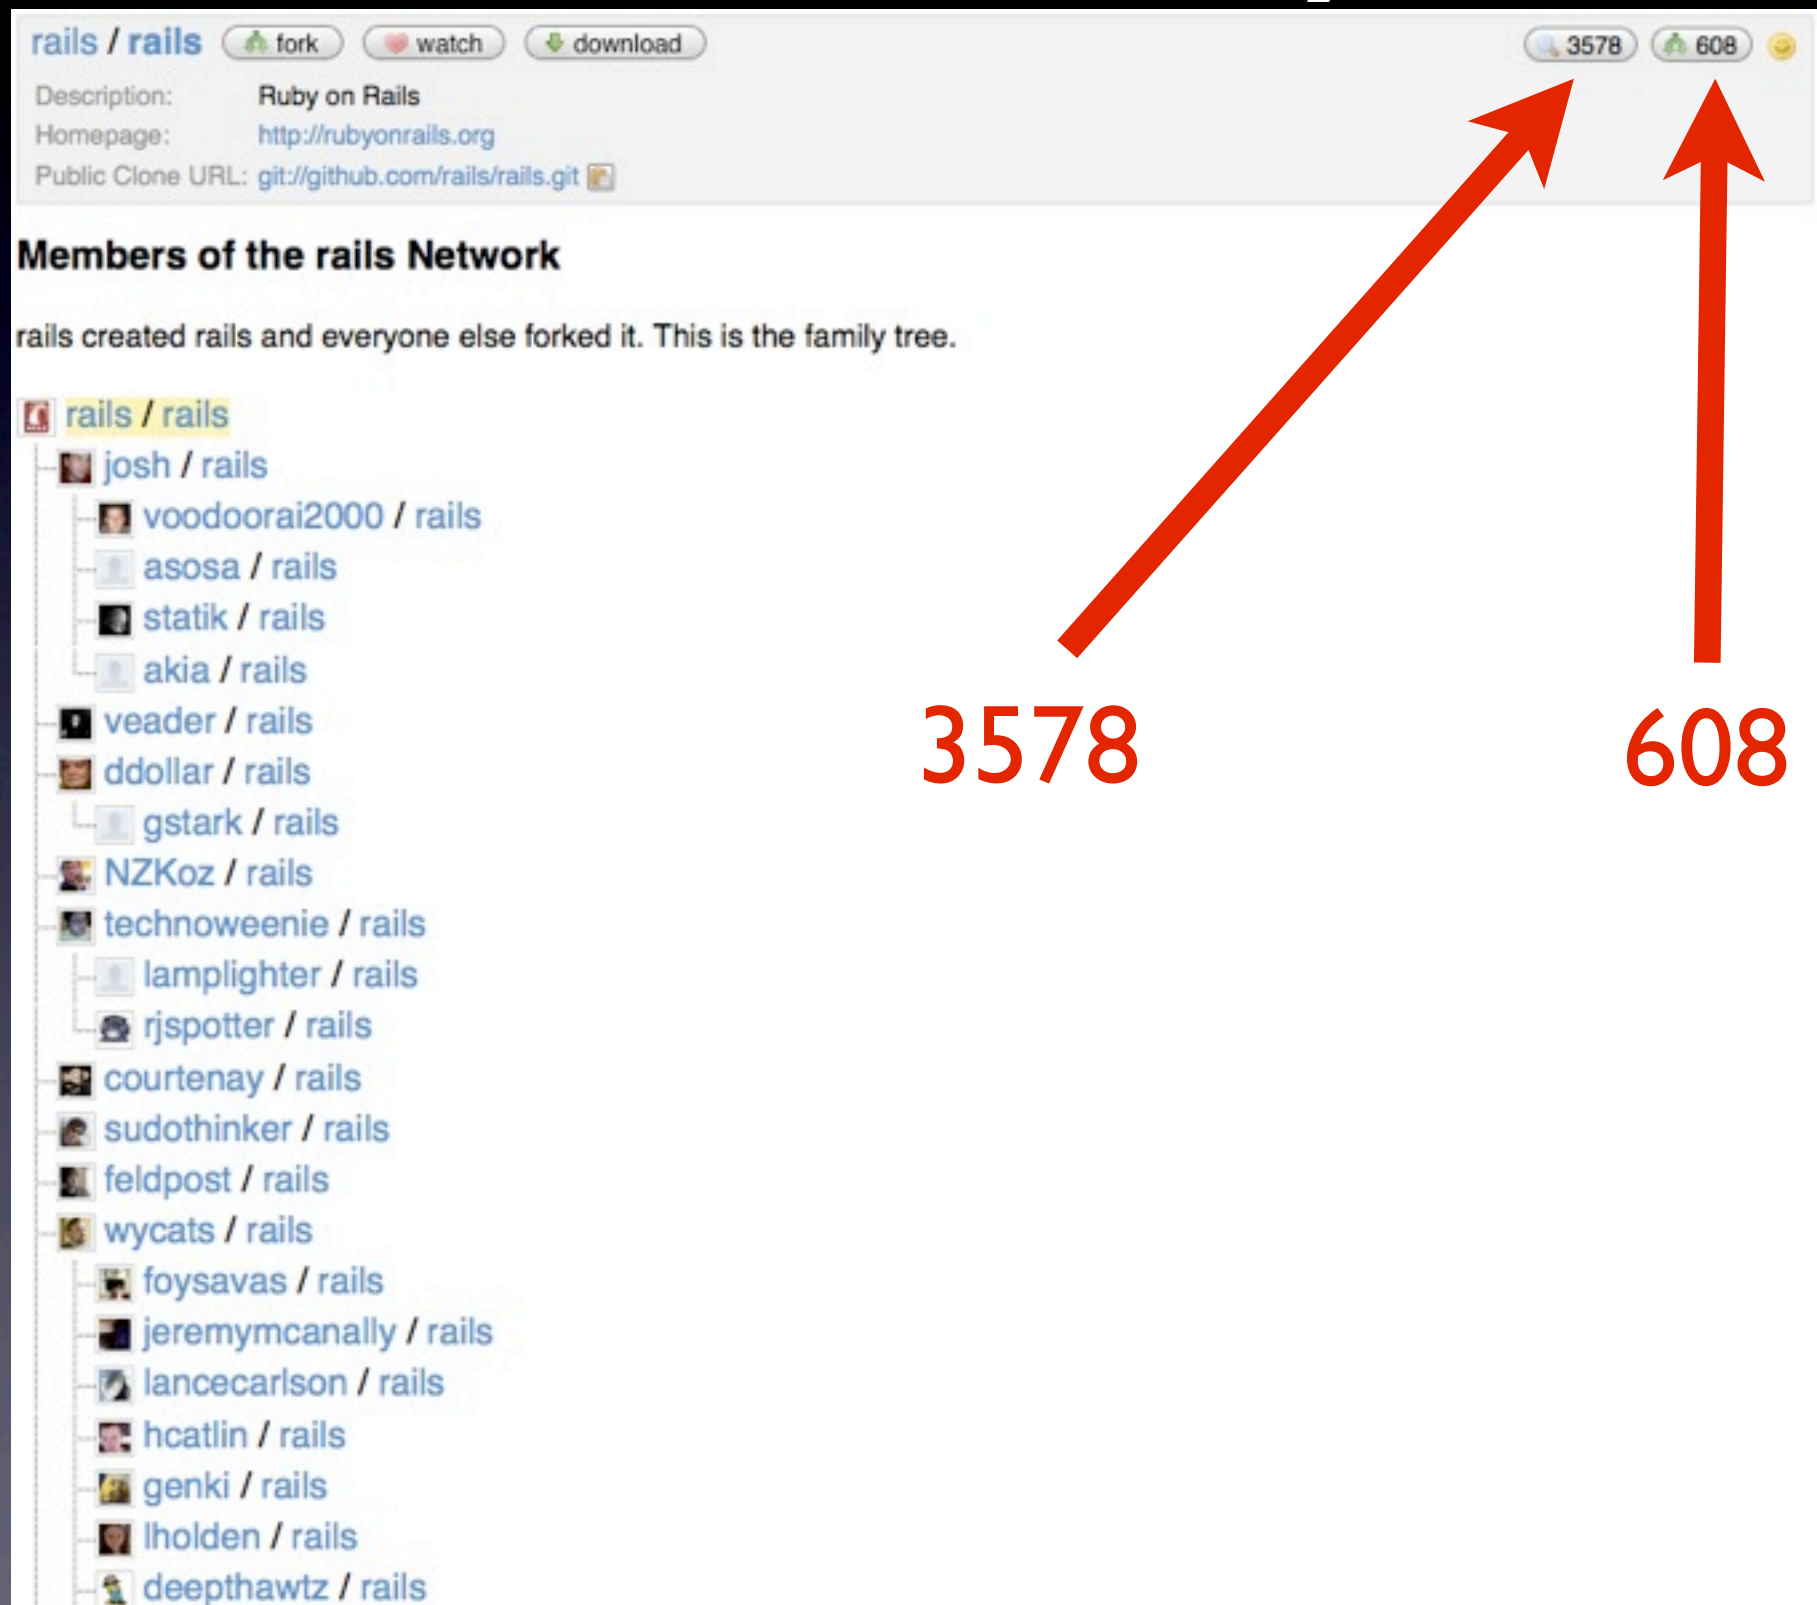 rails / rails fork watch download 3578 608
Description: Ruby on Rails
Homepage: http://rubyonrails.org
Public Clone URL: git://github.com/rails/rails.git
Members of the rails Network
rails created rails and everyone else forked it. This is the family tree.
rails / rails
josh / rails
voodoorai2000 / rails
asosa / rails
statik / rails
akia / rails
veader / rails
3578 608
ddollar / rails
gstark / rails
NZKoz / rails
technoweenie / rails
lamplighter / rails
rjspotter / rails
courtenay / rails
sudothinker / rails
feldpost / rails
wycats / rails
foysavas / rails
jeremymcanally / rails
lancecarlson / rails
hcatlin / rails
genki / rails
lholden / rails
deepthawtz / rails